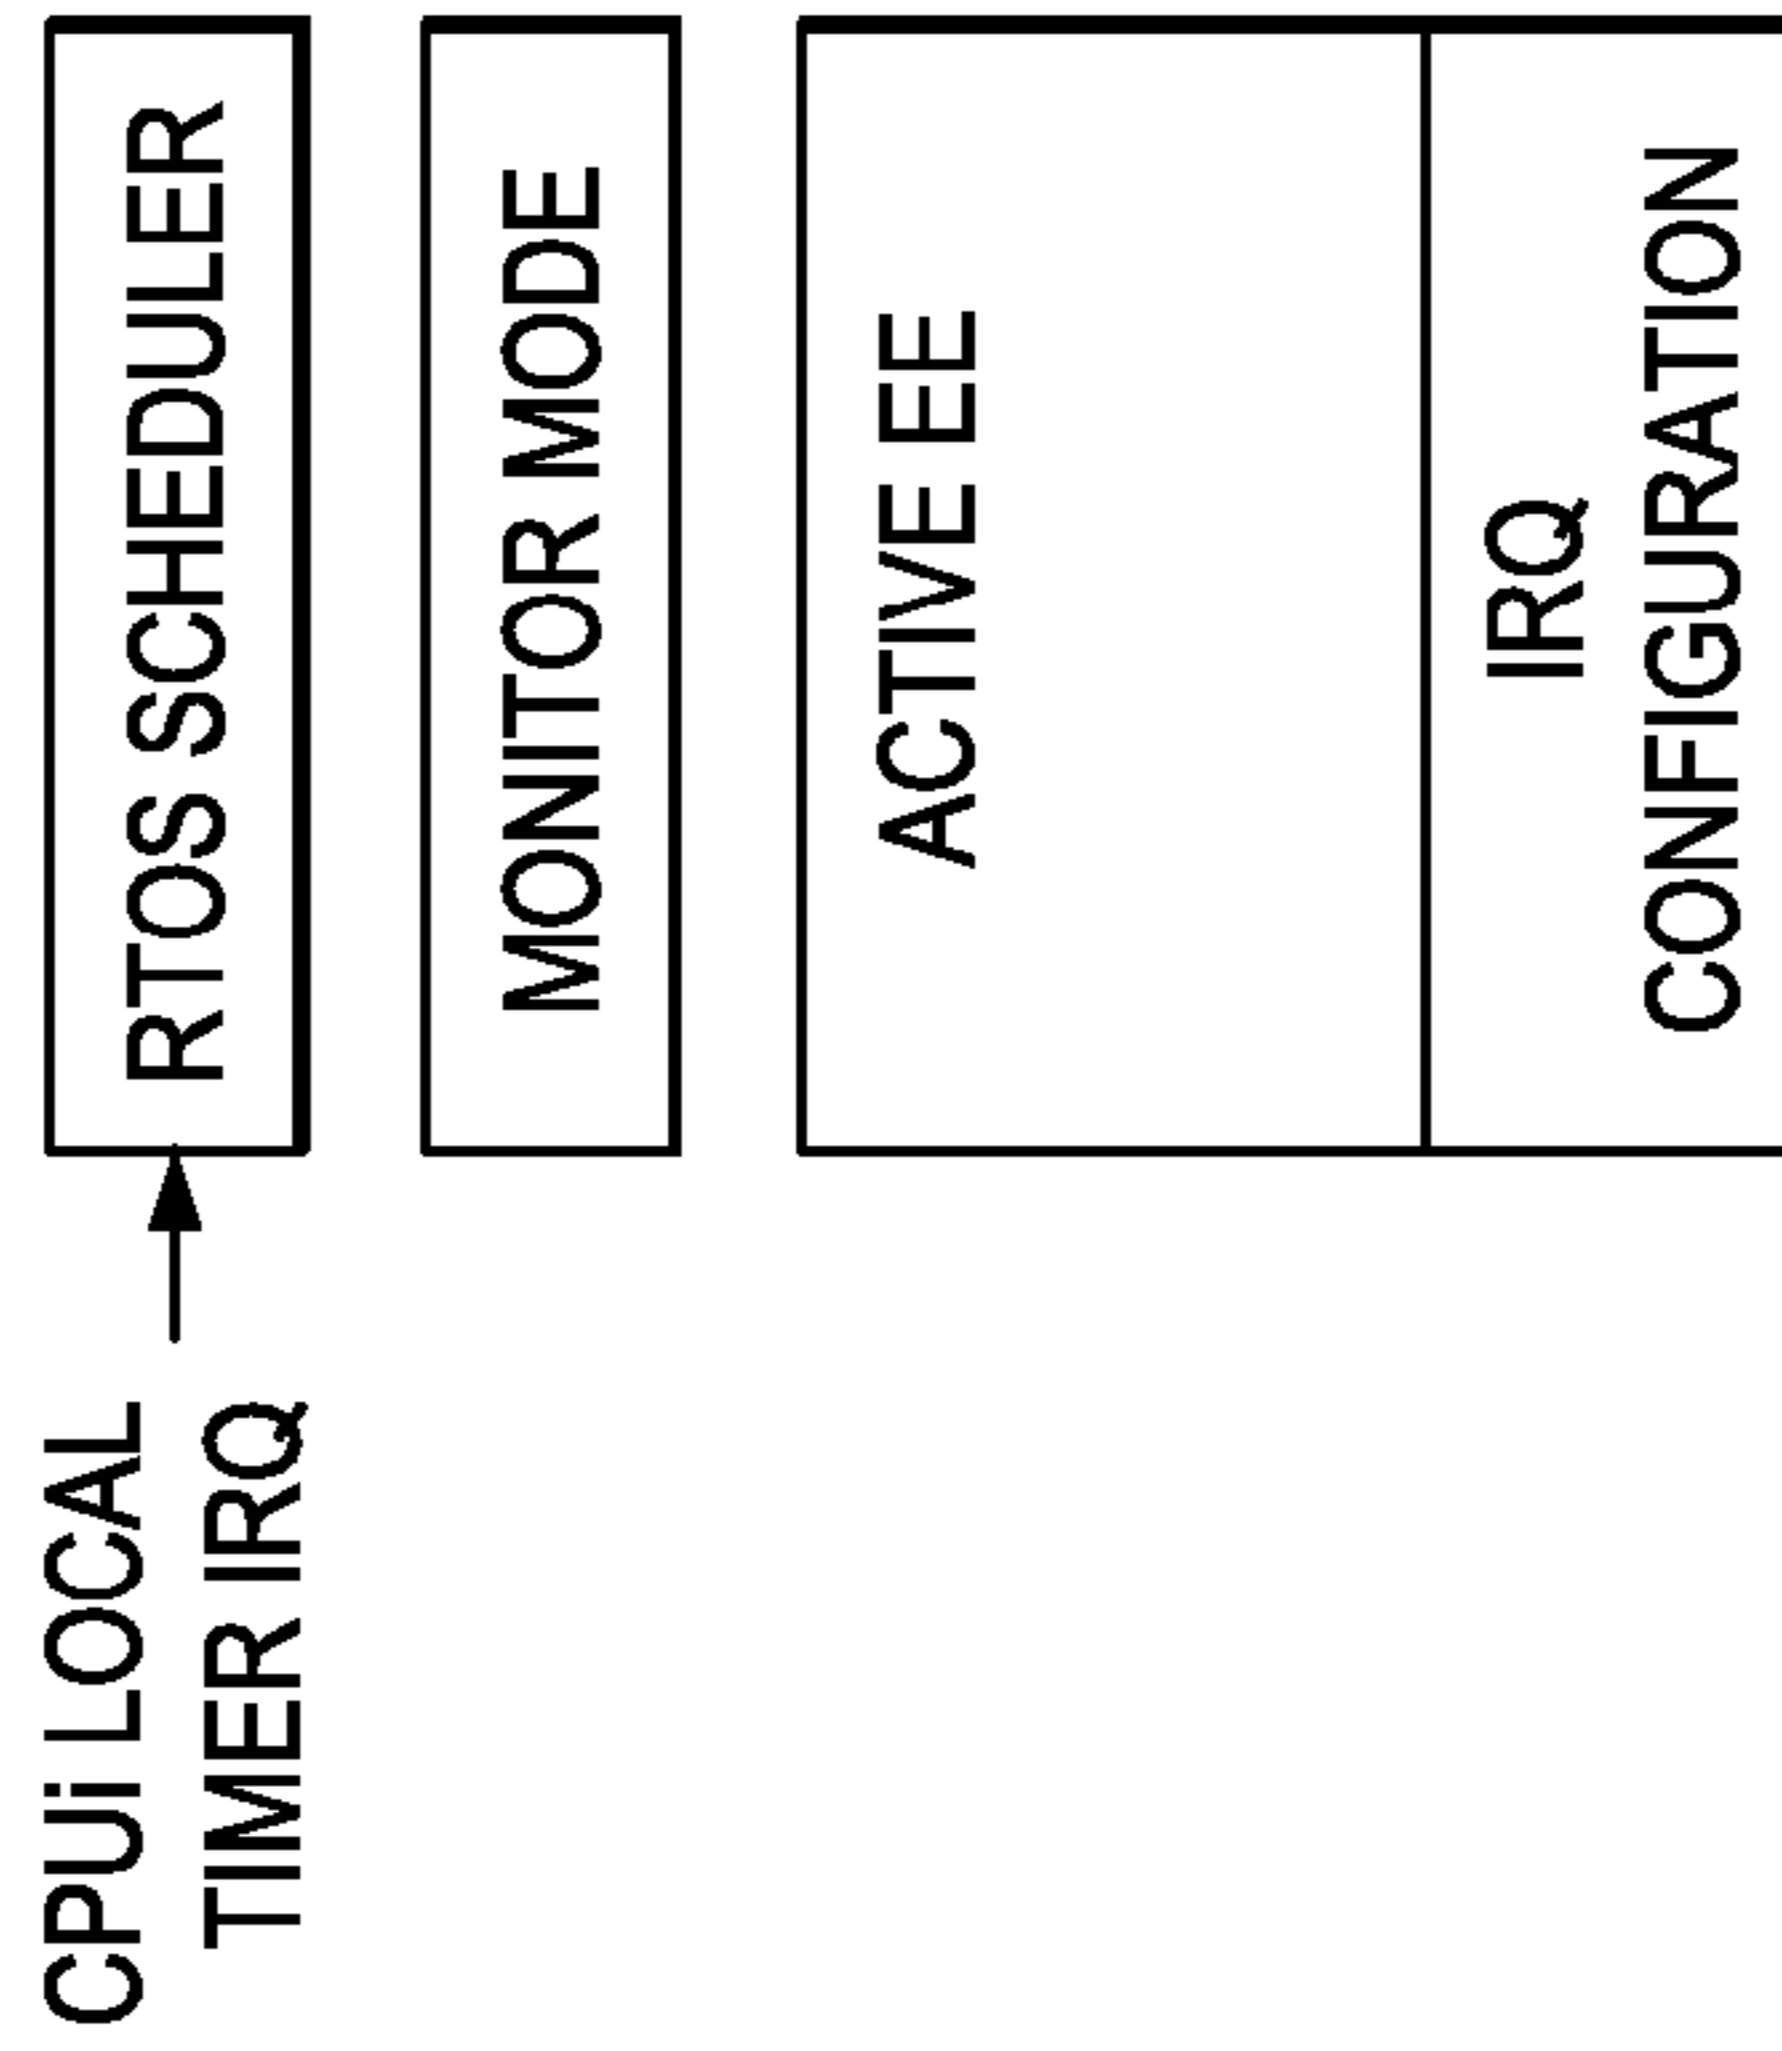 CPUi LOCAL
TIMER IRQ
RTOS SCHEDULER
MONITOR MODE
ACTIVE EE
IRQ
CONFIGURATION